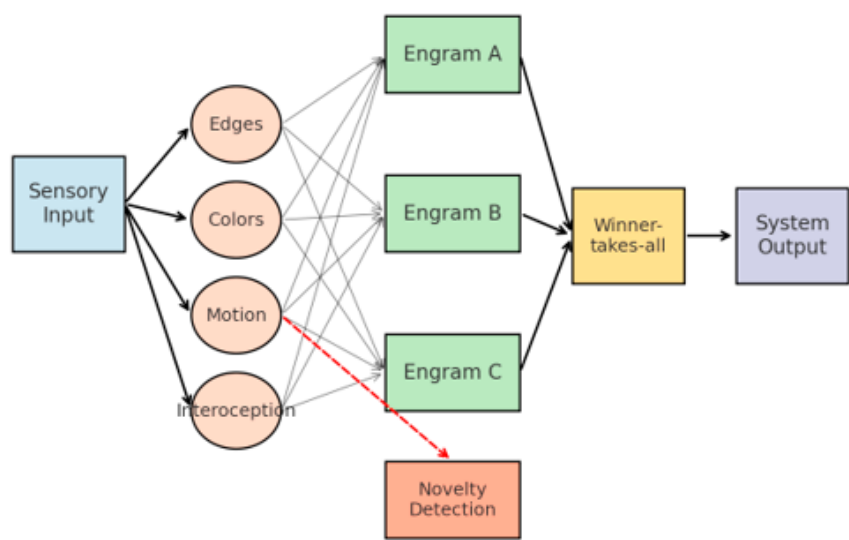 Sensory
Input
Edges
Colors
Motion
Interoception
Engram A
Engram B
Engram C
Novelty
Detection
Winner-
takes-all
System
Output